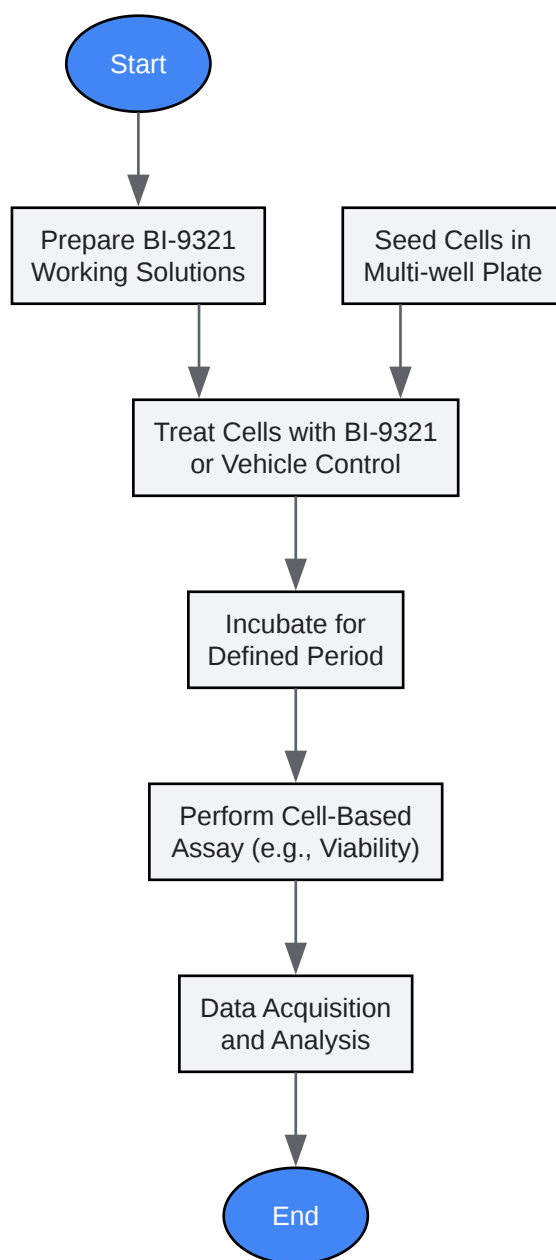 Start
Prepare BI-9321
Working Solutions
Seed Cells in
Multi-well Plate
Treat Cells with BI-9321
or Vehicle Control
Incubate for
Defined Period
Perform Cell-Based
Assay (e.g., Viability)
Data Acquisition
and Analysis
End